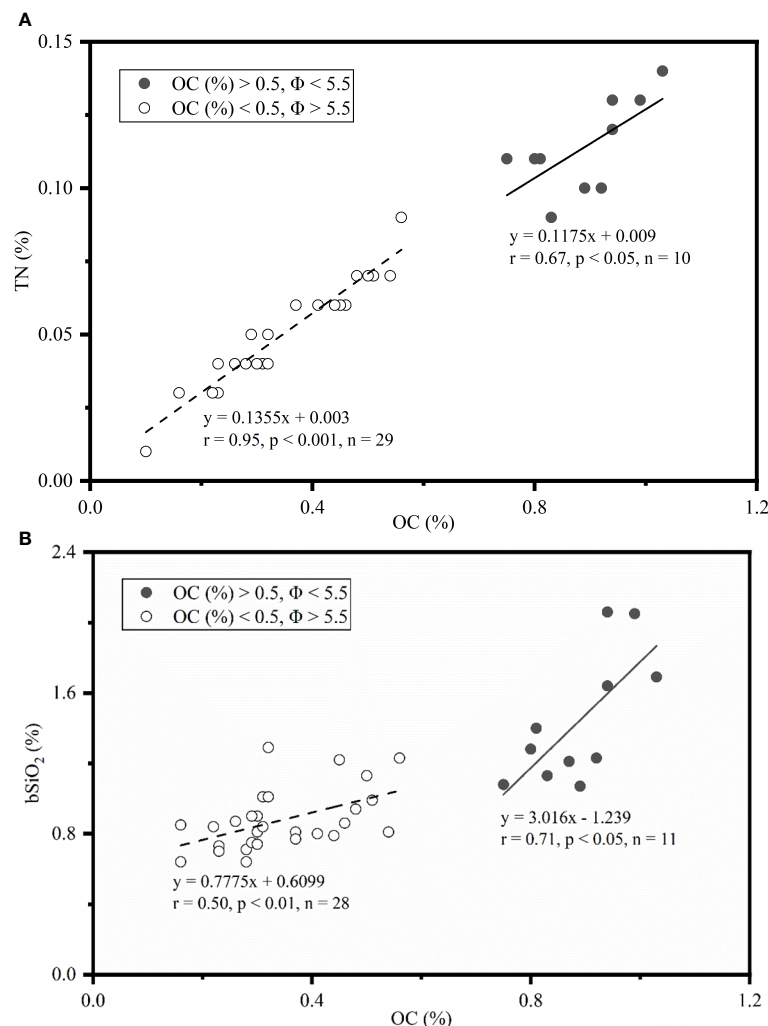 A
0.15
OC (%) > 0.5, Φ < 5.5
OC (%) < 0.5, Φ > 5.5
0.10
TN (%)
y = 0.1175x + 0.009
r = 0.67, p < 0.05, n = 10
0.05
y = 0.1355x + 0.003
r = 0.95, p < 0.001, n = 29
0.00
0.0 0.4 0.8 1.2
OC (%)
B
2.4
OC (%) > 0.5, Φ < 5.5
OC (%) < 0.5, Φ > 5.5
1.6
bSiO2 (%)
0.8
y = 3.016x - 1.239
r = 0.71, p < 0.05, n = 11
y = 0.7775x + 0.6099
r = 0.50, p < 0.01, n = 28
0.0
0.0 0.4 0.8 1.2
OC (%)